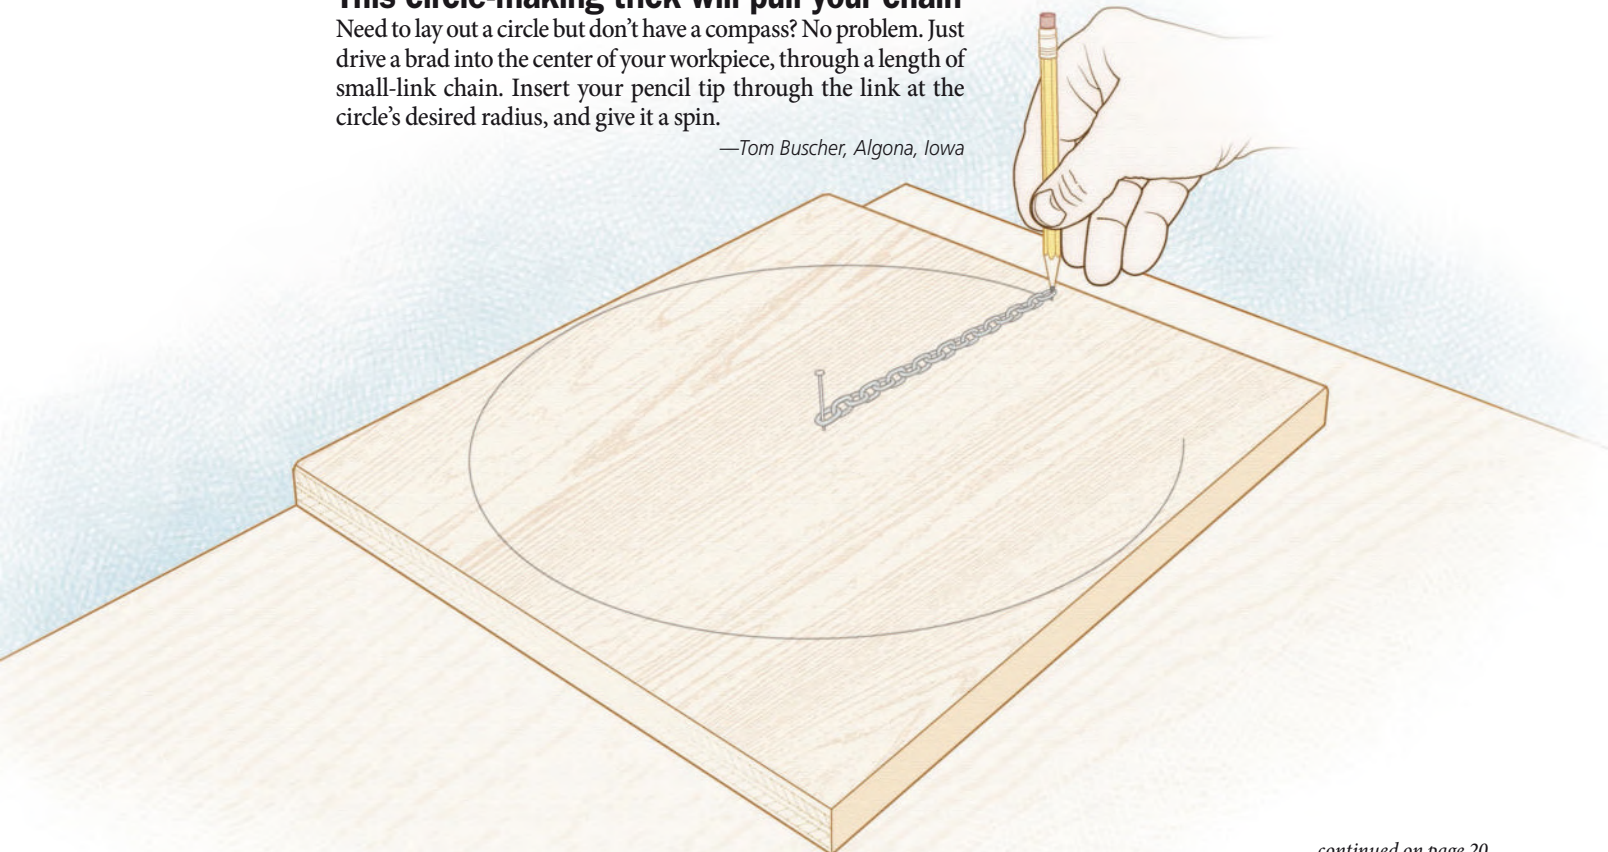 This circle-making trick will pull your chain
Need to lay out a circle but don't have a compass? No problem. Just
drive a brad into the center of your workpiece, through a length of
small-link chain. Insert your pencil tip through the link at the
circle's desired radius, and give it a spin.
—Tom Buscher, Algona, Iowa
continued on page 20